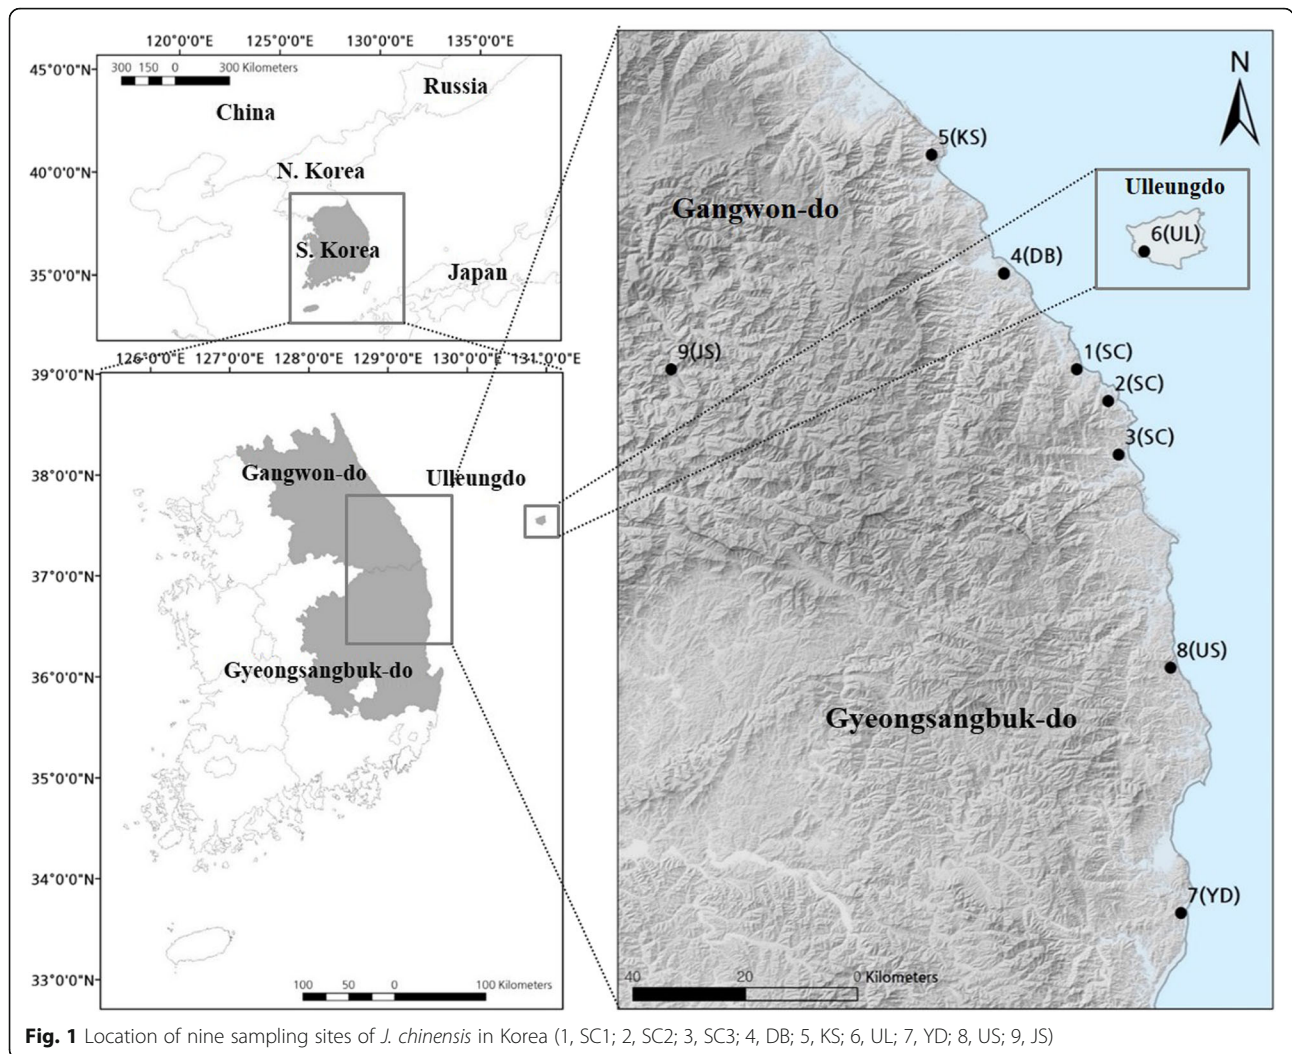 120°0'0"E 125°0'0"E 130°0'0"E 135°0'0"E
45°0'0"N
300 150 0 300 Kilometers
Russia
China
40°0'0"N
N. Korea
S. Korea
35°0'0"N
Japan
126°0'0"E 127°0'0"E 128°0'0"E 129°0'0"E 130°0'0"E 131°0'0"E
39°0'0"N
Gangwon-do
Ulleungdo
38°0'0"N
37°0'0"N
Gyeongsangbuk-do
36°0'0"N
35°0'0"N
34°0'0"N
33°0'0"N
100 50 0 100 Kilometers
N
5(KS)
Ulleungdo
Gangwon-do
6(UL)
4(DB)
9(JS)
1(SC)
2(SC)
3(SC)
8(US)
Gyeongsangbuk-do
7(YD)
40 20 0 Kilometers
Fig. 1 Location of nine sampling sites of J. chinensis in Korea (1, SC1; 2, SC2; 3, SC3; 4, DB; 5, KS; 6, UL; 7, YD; 8, US; 9, JS)